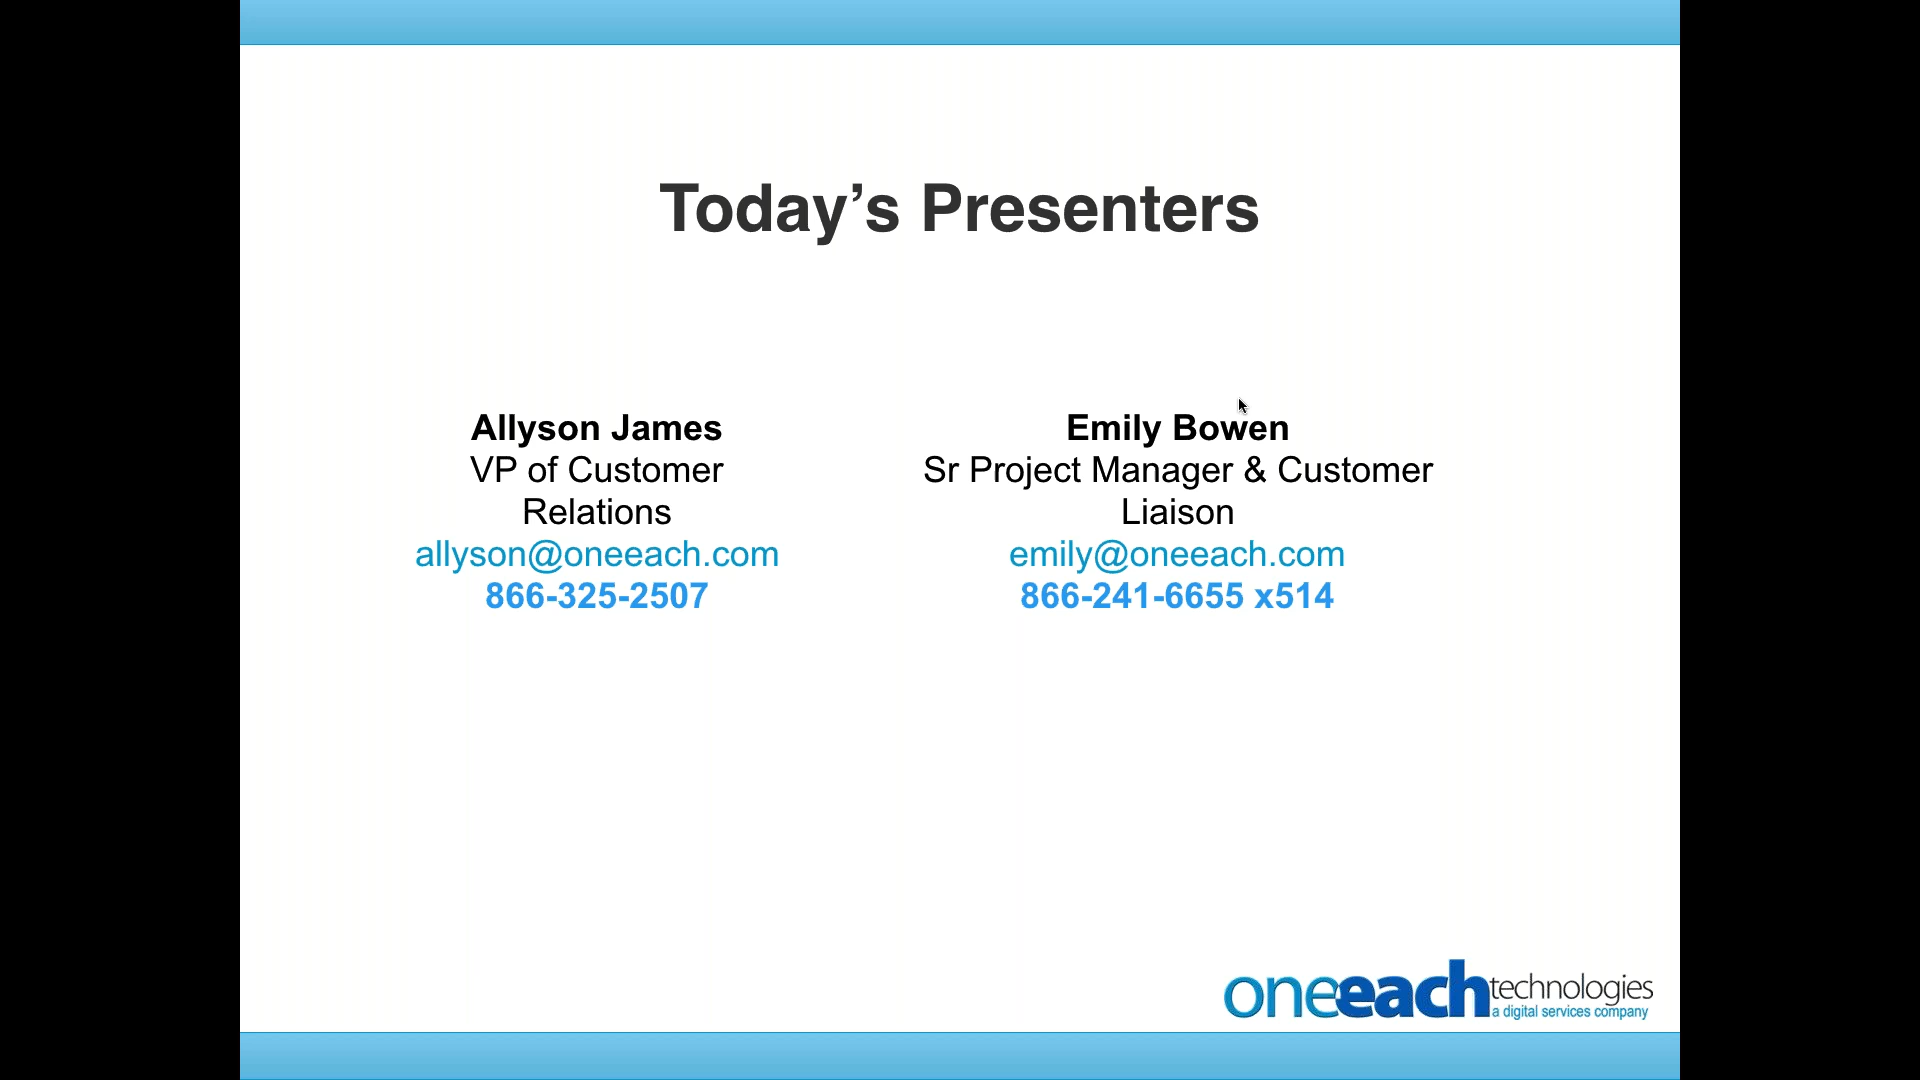 Today’s Presenters
Allyson James
VP of Customer
Relations
allyson@oneeach.com
866-325-2507
Emily Bowen
Sr Project Manager & Customer
Liaison
emily@oneeach.com
866-241-6655 x514
oneeach technologies
a digital services company